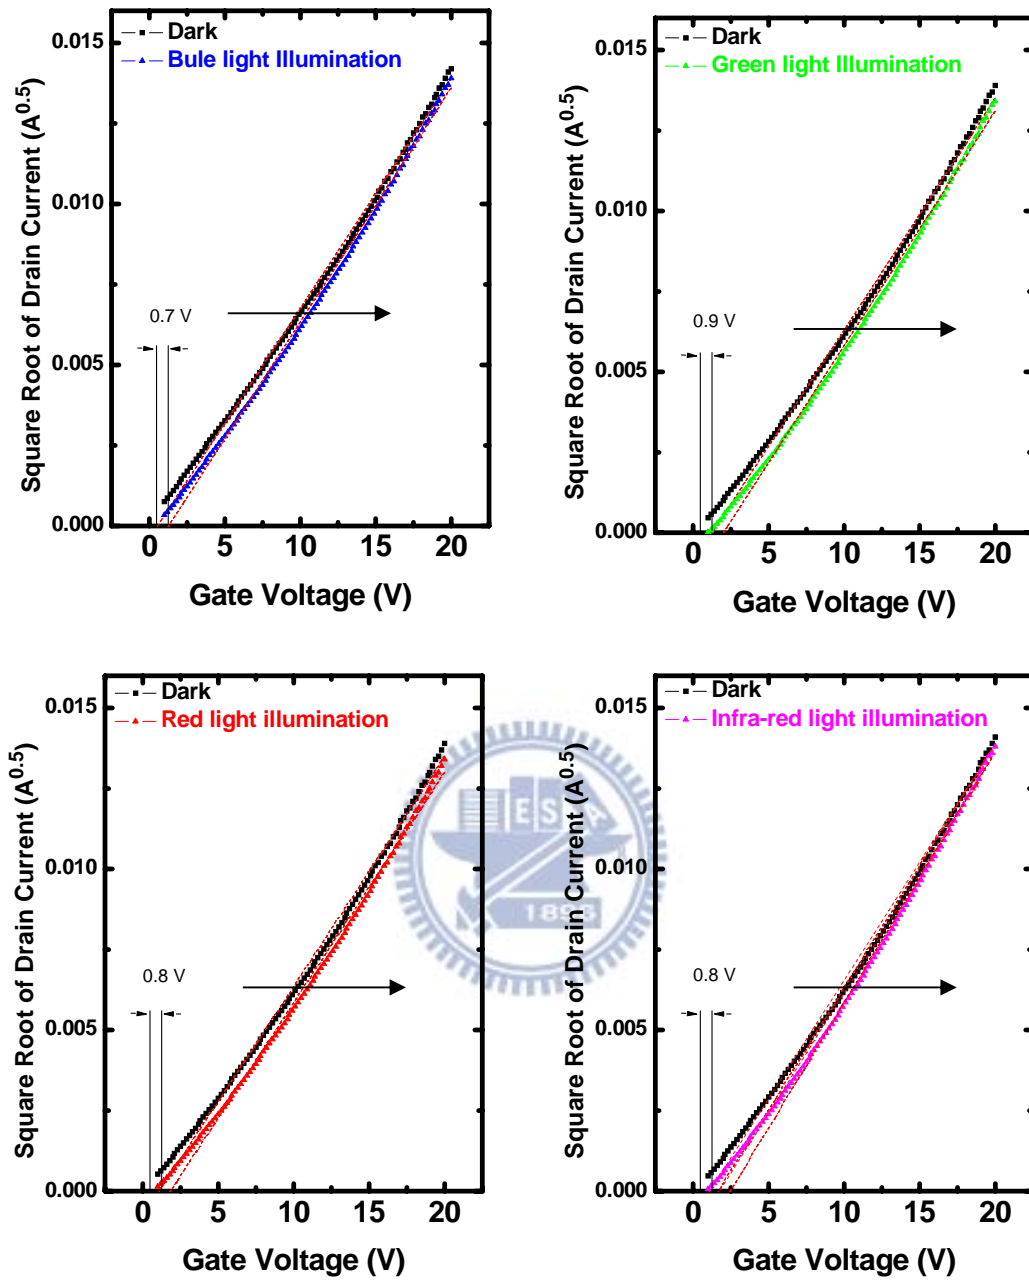 Dark
Bule light Illumination
0.015
0.010
0.005
0.000
0.7 V
0 5 10 15 20
Gate Voltage (V)
Square Root of Drain Current (A^0.5)
Dark
Green light Illumination
0.015
0.010
0.005
0.000
0.9 V
0 5 10 15 20
Gate Voltage (V)
Square Root of Drain Current (A^0.5)
Dark
Red light illumination
0.015
0.010
0.005
0.000
0.8 V
0 5 10 15 20
Gate Voltage (V)
Square Root of Drain Current (A^0.5)
Dark
Infra-red light illumination
0.015
0.010
0.005
0.000
0.8 V
0 5 10 15 20
Gate Voltage (V)
Square Root of Drain Current (A^0.5)
E S A
1896